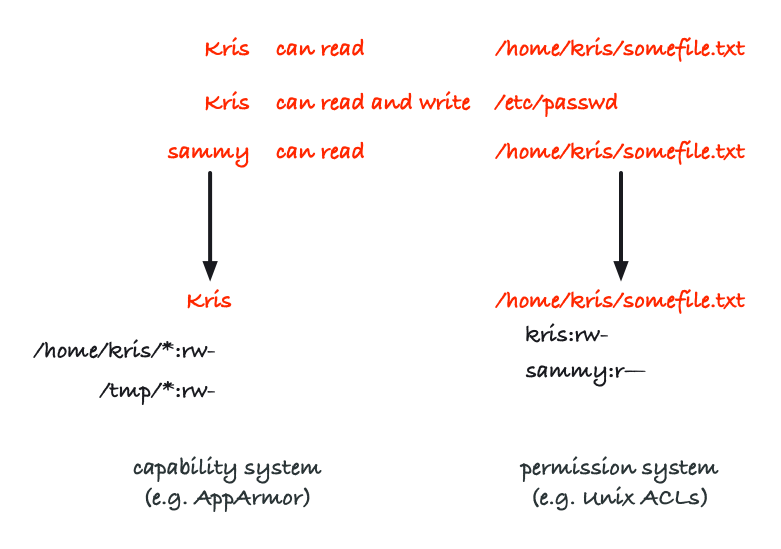 Kris can read /home/kris/somefile.txt
Kris can read and write /etc/passwd
sammy can read /home/kris/somefile.txt
Kris
/home/kris/*:rw-
/tmp/*:rw-
capability system
(e.g. AppArmor)
/home/kris/somefile.txt
kris:rw-
sammy:r—
permission system
(e.g. Unix ACLs)